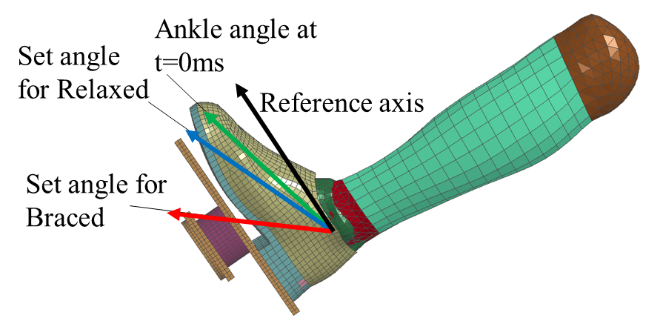 Ankle angle at
t=0ms
Set angle
for Relaxed
Reference axis
Set angle for
Braced